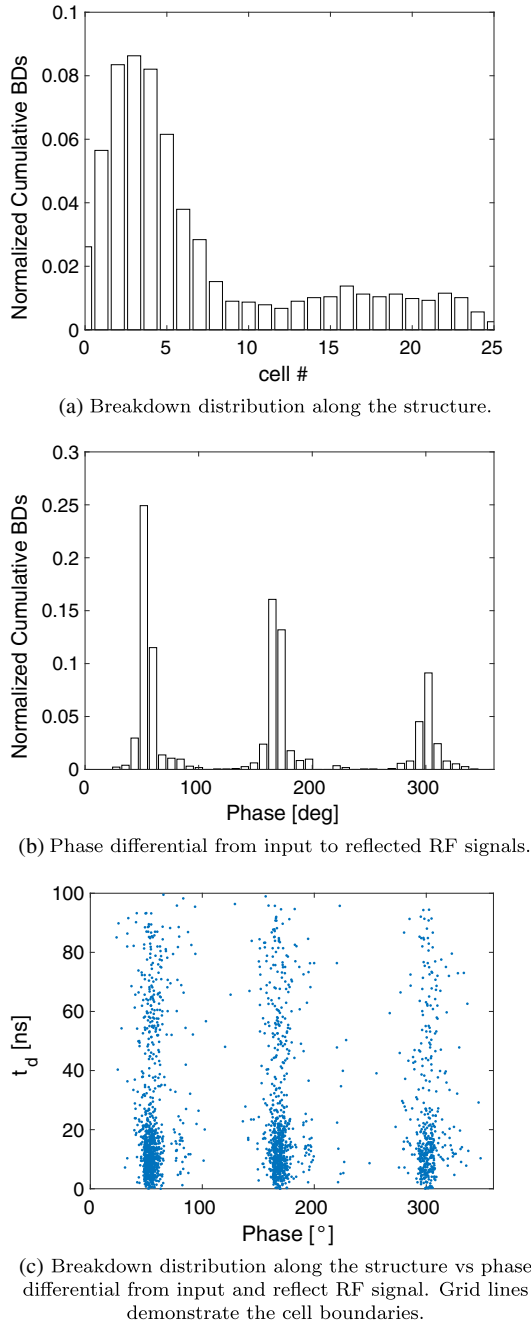 0.1
0.08
0.06
0.04
0.02
0
Normalized Cumulative BDs
0 5 10 15 20 25
cell #
(a) Breakdown distribution along the structure.
0.3
0.25
0.2
0.15
0.1
0.05
0
Normalized Cumulative BDs
0 100 200 300
Phase [deg]
(b) Phase differential from input to reflected RF signals.
100
80
60
40
20
0
t_d [ns]
0 100 200 300
Phase [°]
(c) Breakdown distribution along the structure vs phase
differential from input and reflect RF signal. Grid lines
demonstrate the cell boundaries.